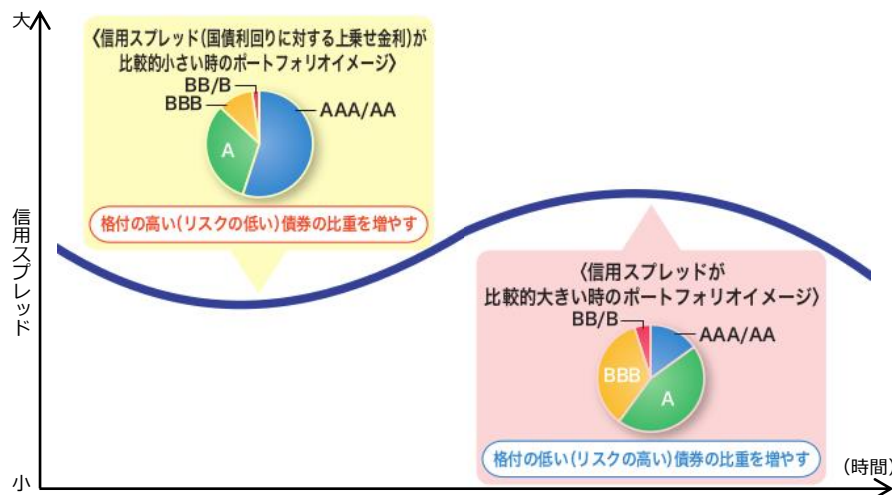 大
〈信用スプレッド(国債利回りに対する上乗せ金利)が
比較的小さい時のポートフォリオイメージ〉
BB/B
BBB
AAA/AA
A
格付の高い(リスクの低い)債券の比重を増やす
信用スプレッド
〈信用スプレッドが
比較的大きい時のポートフォリオイメージ〉
BB/B
AAA/AA
BBB
A
格付の低い(リスクの高い)債券の比重を増やす
小
(時間)